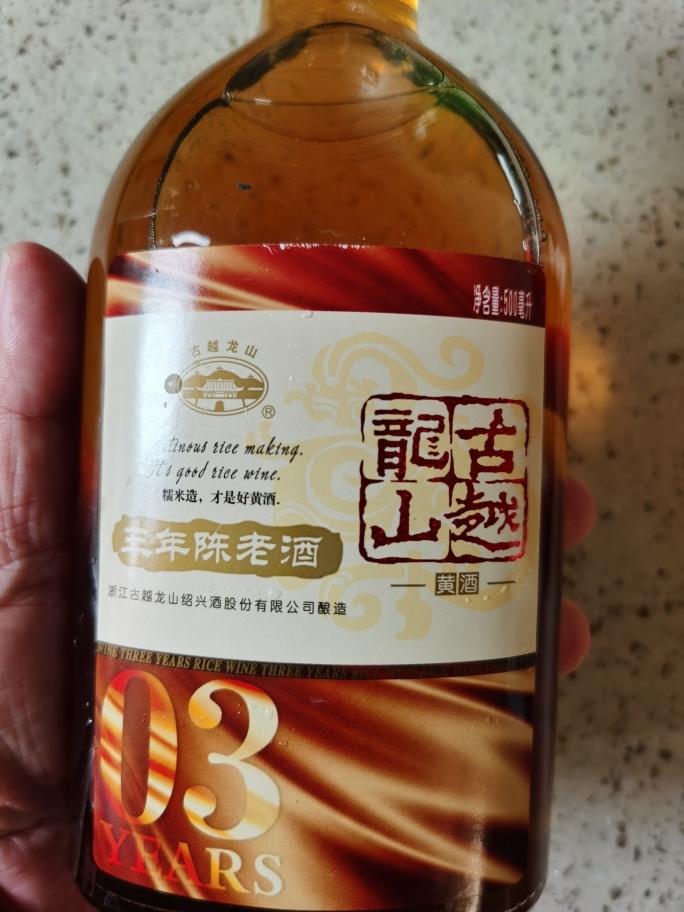 净含量:500毫升
古越龙山
®
tinous rice making.
It's good rice wine.
糯米造，才是好黄酒.
三年陈老酒
浙江古越龙山绍兴酒股份有限公司酿造
古越
龍山
黄酒
WINE THREE YEARS RICE WINE THREE YEARS
03
YEARS